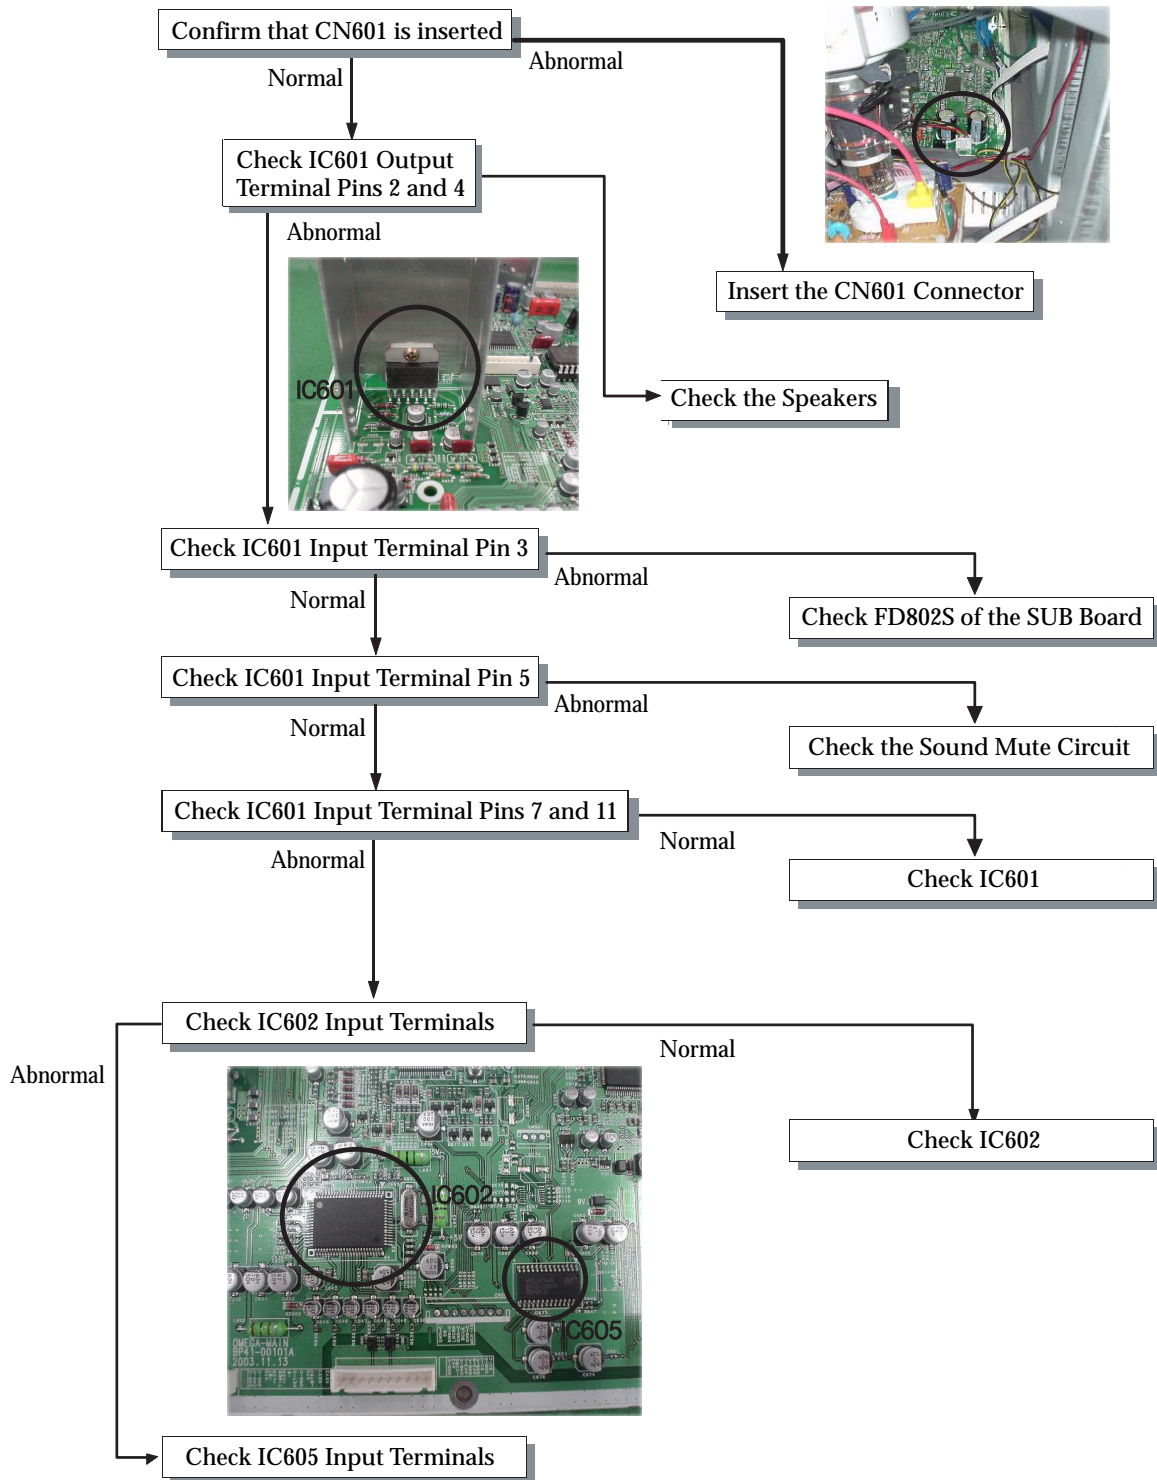 Confirm that CN601 is inserted
Abnormal
Normal
Check IC601 Output
Terminal Pins 2 and 4
Abnormal
Insert the CN601 Connector
IC601
Check the Speakers
Check IC601 Input Terminal Pin 3
Abnormal
Normal
Check FD802S of the SUB Board
Check IC601 Input Terminal Pin 5
Abnormal
Normal
Check the Sound Mute Circuit
Check IC601 Input Terminal Pins 7 and 11
Normal
Abnormal
Check IC601
Check IC602 Input Terminals
Normal
Abnormal
Check IC602
IC602
9V
5V
IC605
OMEGA-MAIN
BP41-00101A
2003.11.13
Check IC605 Input Terminals